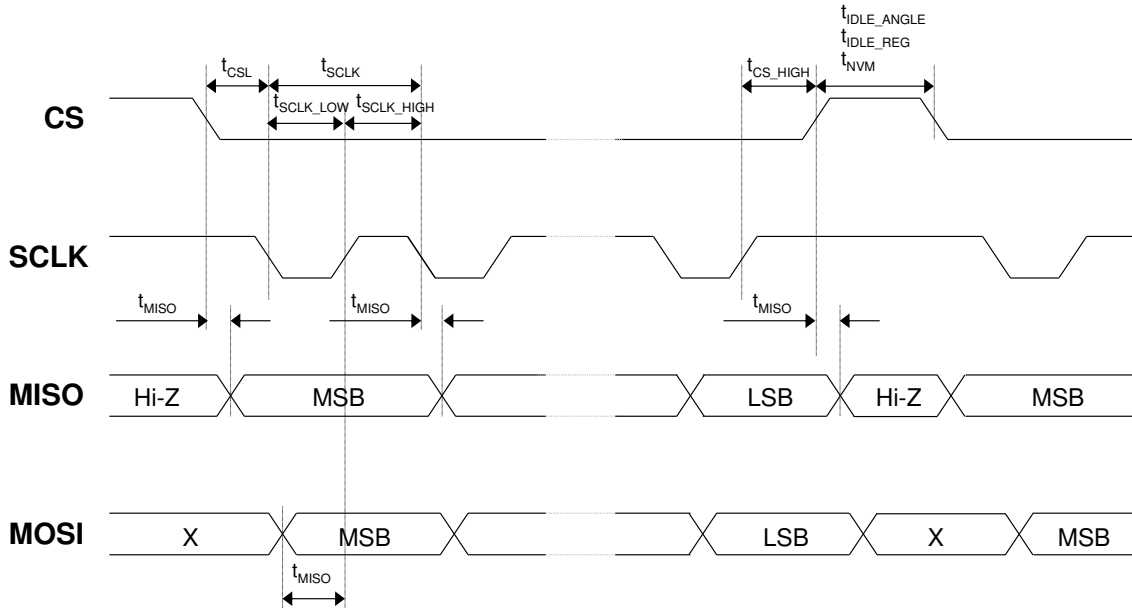 tIDLE_ANGLE
tIDLE_REG
tCSL tSCLK tCS_HIGH tNVM
tSCLK_LOW tSCLK_HIGH
CS
SCLK
tMISO tMISO tMISO
MISO Hi-Z MSB LSB Hi-Z MSB
MOSI X MSB LSB X MSB
tMISO